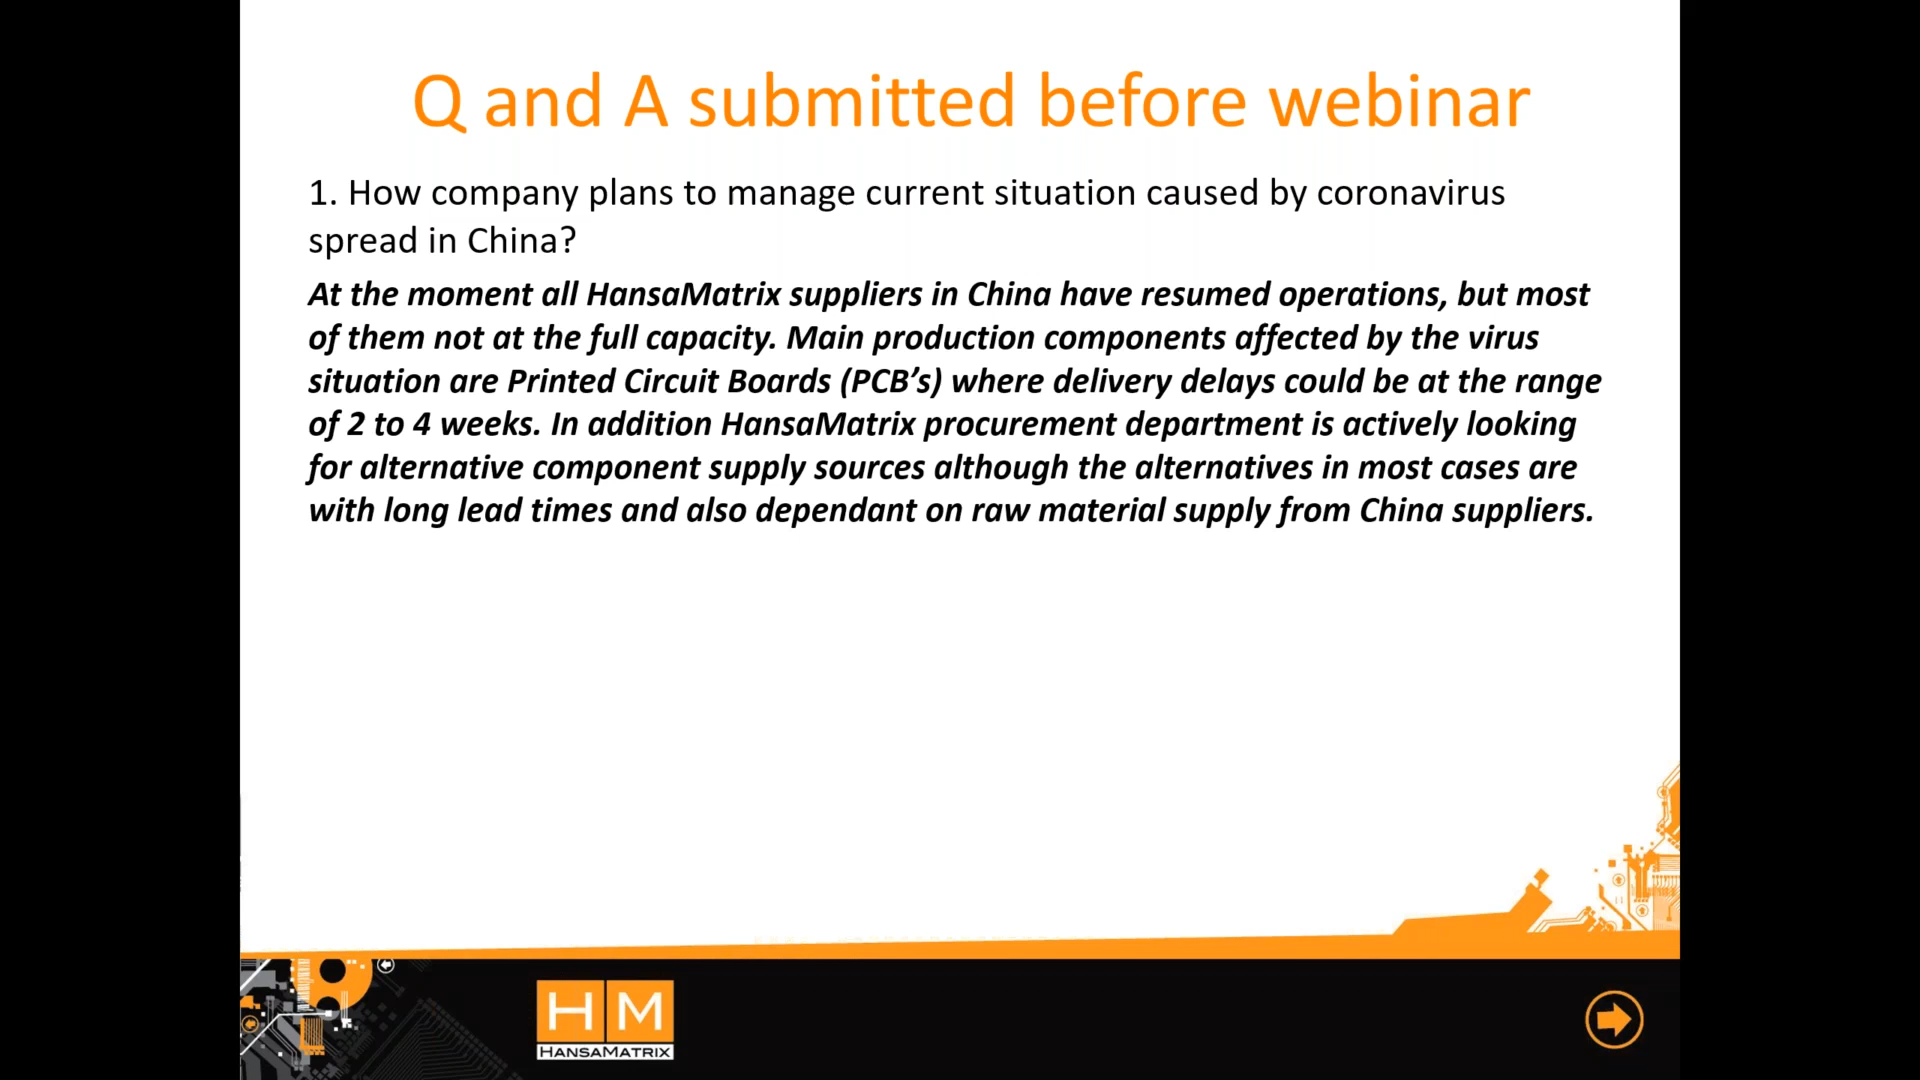 Q and A submitted before webinar
1. How company plans to manage current situation caused by coronavirus
spread in China?
At the moment all HansaMatrix suppliers in China have resumed operations, but most
of them not at the full capacity. Main production components affected by the virus
situation are Printed Circuit Boards (PCB’s) where delivery delays could be at the range
of 2 to 4 weeks. In addition HansaMatrix procurement department is actively looking
for alternative component supply sources although the alternatives in most cases are
with long lead times and also dependant on raw material supply from China suppliers.
HM
HANSAMATRIX